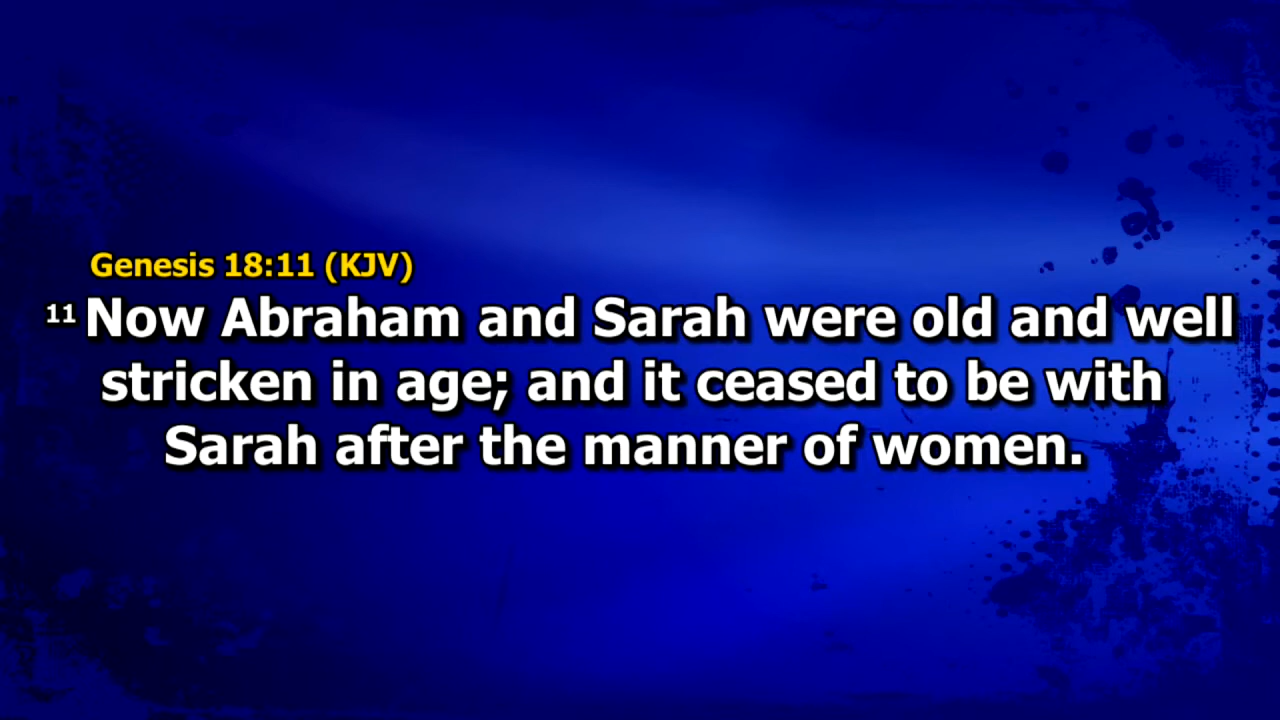 Genesis 18:11 (KJV)
11 Now Abraham and Sarah were old and well
stricken in age; and it ceased to be with
Sarah after the manner of women.